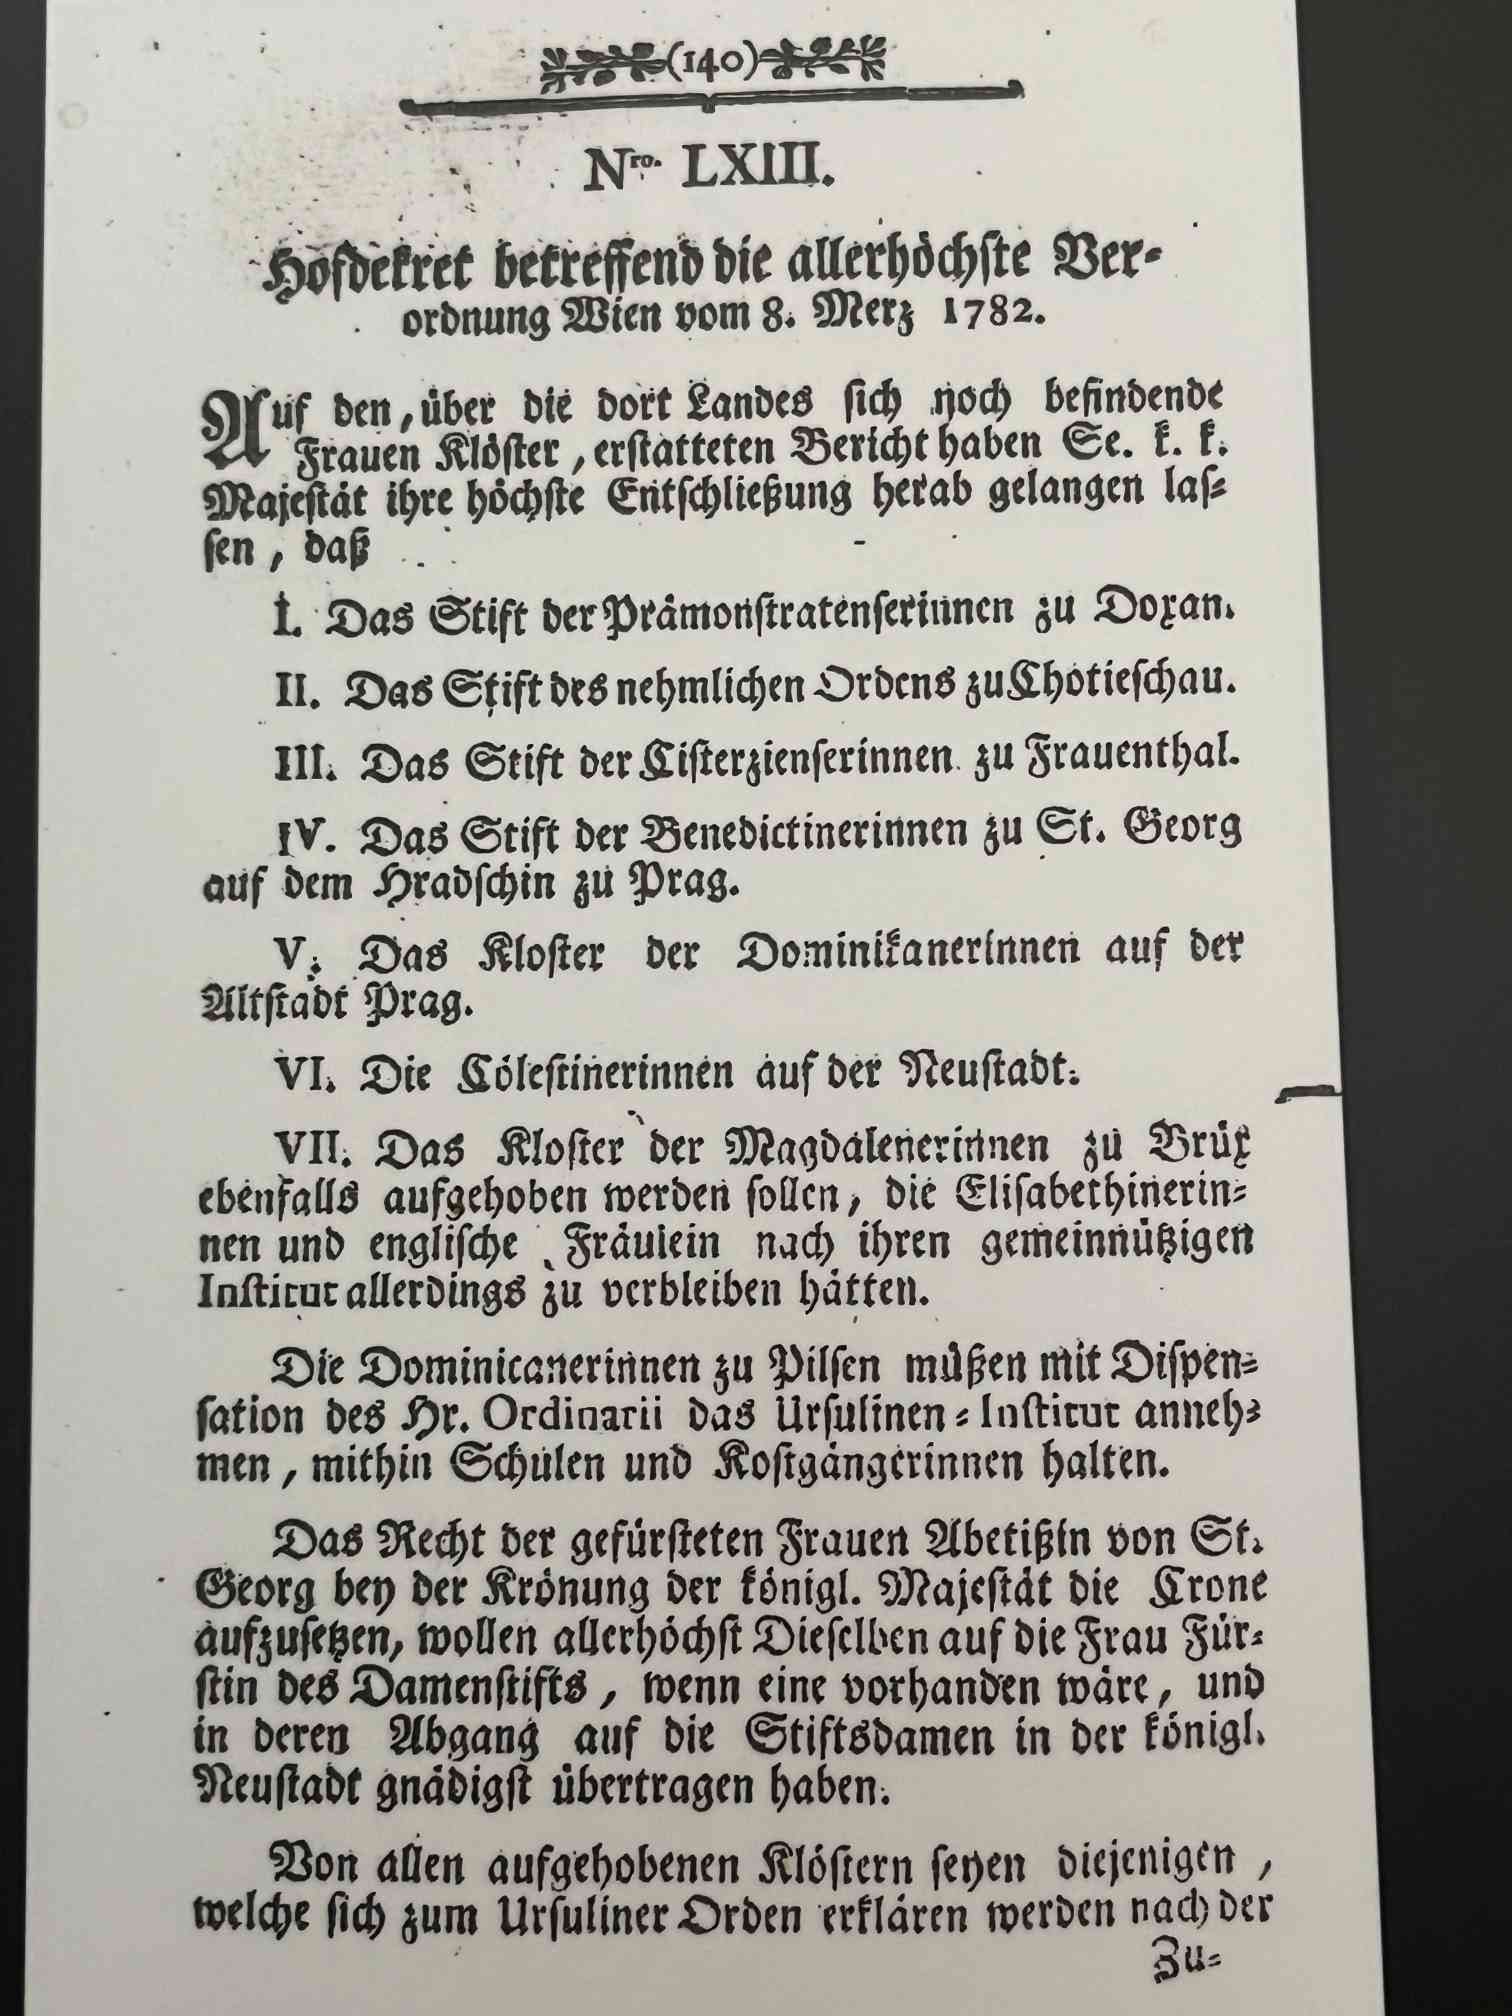 (140)
Nro. LXIII.
Hofdekret betreffend die allerhöchste Ver-
ordnung Wien vom 8. Merz 1782.
Auf den, über die dort Landes sich noch befindende
Frauen Klöster, erstatteten Bericht haben Se. k. k.
Majestät ihre höchste Entschließung herab gelangen las-
sen, daß
I. Das Stift der Prämonstratenserinnen zu Doxan.
II. Das Stift des nehmlichen Ordens zu Chotieschau.
III. Das Stift der Cisterzienserinnen zu Frauenthal.
IV. Das Stift der Benedictinerinnen zu St. Georg
auf dem Hradschin zu Prag.
V. Das Kloster der Dominikanerinnen auf der
Altstadt Prag.
VI. Die Cölestinerinnen auf der Neustadt.
VII. Das Kloster der Magdalenerinnen zu Brüx
ebenfalls aufgehoben werden sollen, die Elisabethinerin-
nen und englische Fräulein nach ihren gemeinnützigen
Institut allerdings zu verbleiben hätten.
Die Dominicanerinnen zu Pilsen müßen mit Dispen-
sation des Hr. Ordinarii das Ursulinen-Institut anneh-
men, mithin Schulen und Kostgängerinnen halten.
Das Recht der gefürsteten Frauen Abetißin von St.
Georg bey der Krönung der königl. Majestät die Crone
aufzusetzen, wollen allerhöchst Dieselben auf die Frau Für-
stin des Damenstifts, wenn eine vorhanden wäre, und
in deren Abgang auf die Stiftsdamen in der königl.
Neustadt gnädigst übertragen haben.
Von allen aufgehobenen Klöstern seyen diejenigen,
welche sich zum Ursuliner Orden erklären werden nach der
Zu-